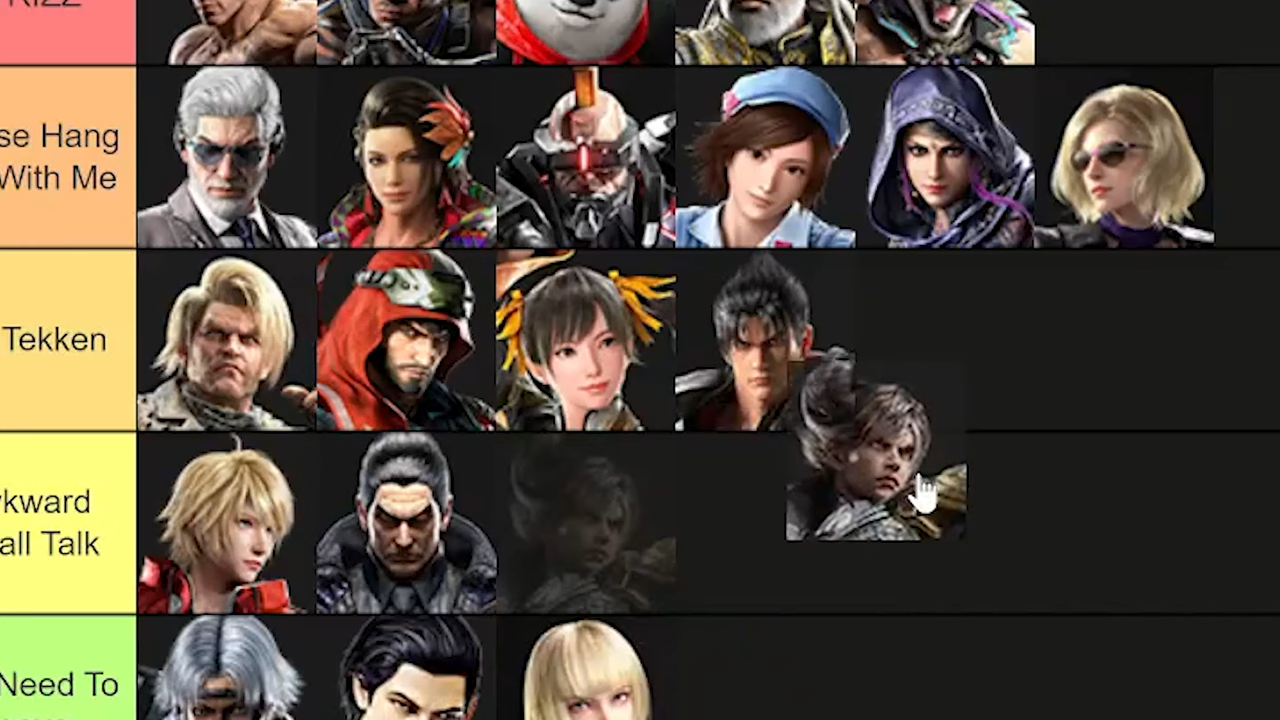 RIZZ
se Hang
With Me
Tekken
kward
all Talk
Need To